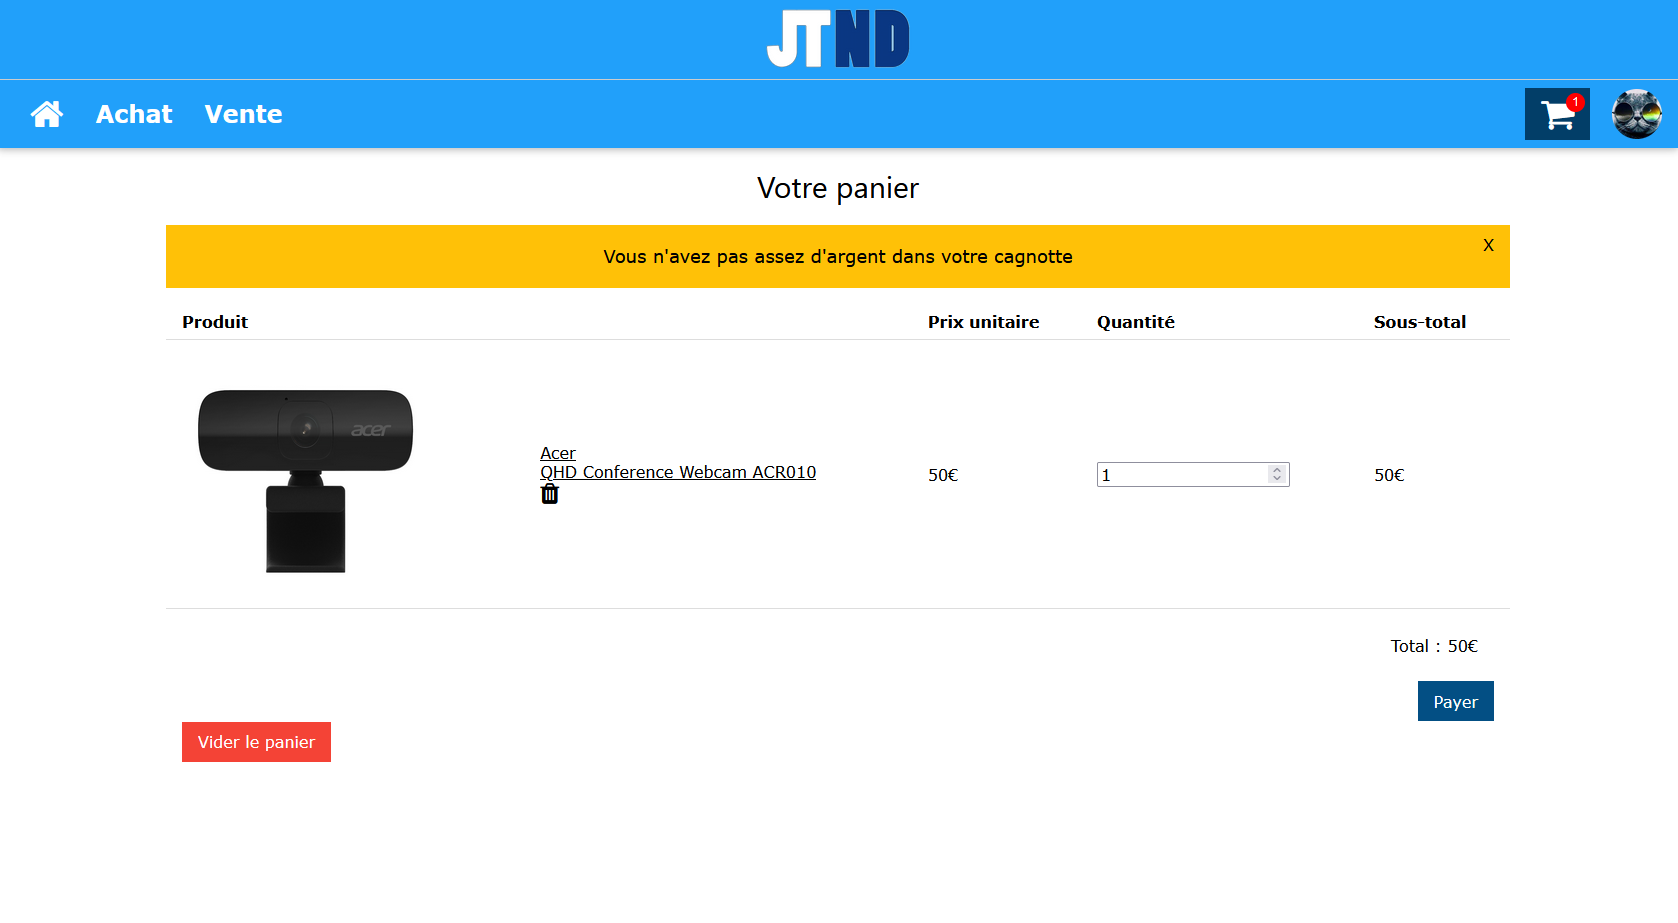 JTND
Achat
Vente
1
Votre panier
Vous n'avez pas assez d'argent dans votre cagnotte
X
Produit
Prix unitaire
Quantité
Sous-total
acer
Acer
QHD Conference Webcam ACR010
50€
1
50€
Total : 50€
Payer
Vider le panier